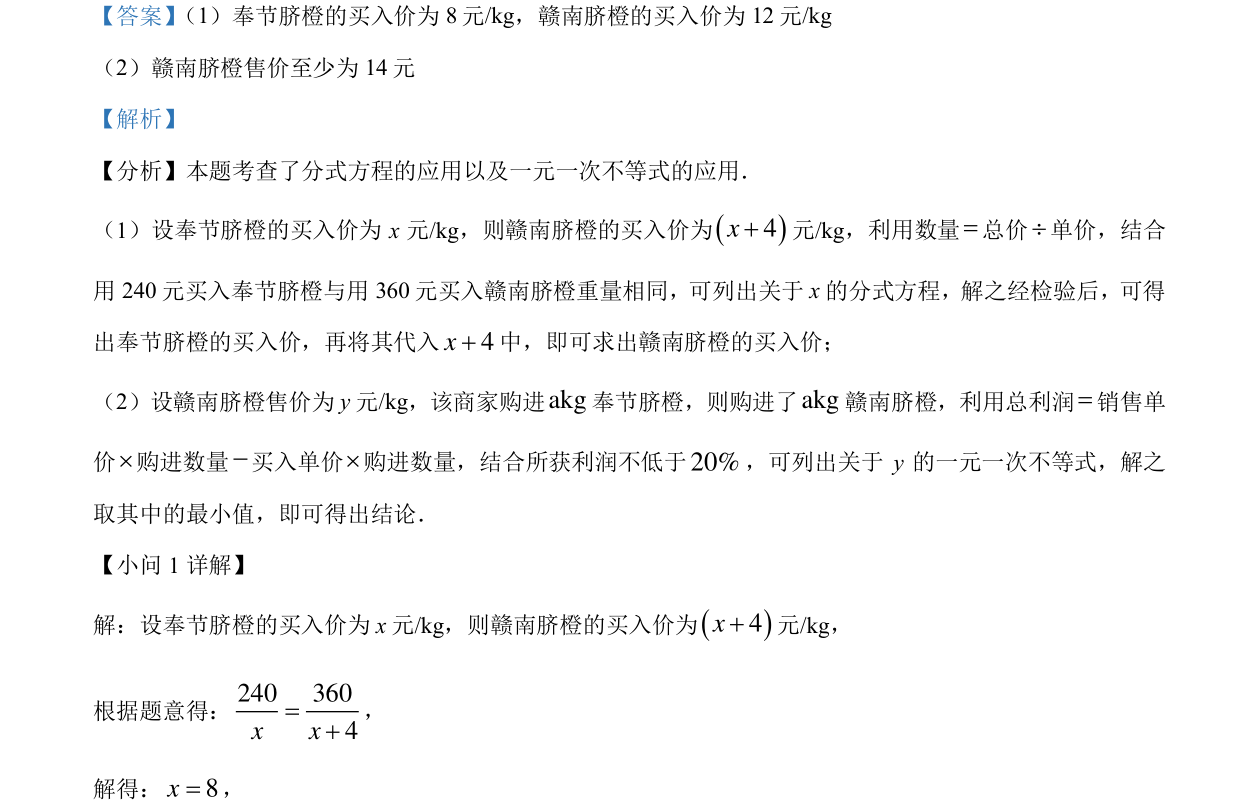 【答案】(1)奉节脐橙的买入价为 8 元/kg，赣南脐橙的买入价为 12 元/kg
（2）赣南脐橙售价至少为 14 元
【解析】
【分析】本题考查了分式方程的应用以及一元一次不等式的应用．
（1）设奉节脐橙的买入价为 x 元/kg，则赣南脐橙的买入价为(x+4)元/kg，利用数量＝总价÷单价，结合
用 240 元买入奉节脐橙与用 360 元买入赣南脐橙重量相同，可列出关于 x 的分式方程，解之经检验后，可得
出奉节脐橙的买入价，再将其代入 x+4 中，即可求出赣南脐橙的买入价；
（2）设赣南脐橙售价为 y 元/kg，该商家购进 akg 奉节脐橙，则购进了 akg 赣南脐橙，利用总利润＝销售单
价×购进数量－买入单价×购进数量，结合所获利润不低于 20%，可列出关于 y 的一元一次不等式，解之
取其中的最小值，即可得出结论．
【小问 1 详解】
解：设奉节脐橙的买入价为 x 元/kg，则赣南脐橙的买入价为(x+4)元/kg，
根据题意得：240/x = 360/(x+4)，
解得：x=8，